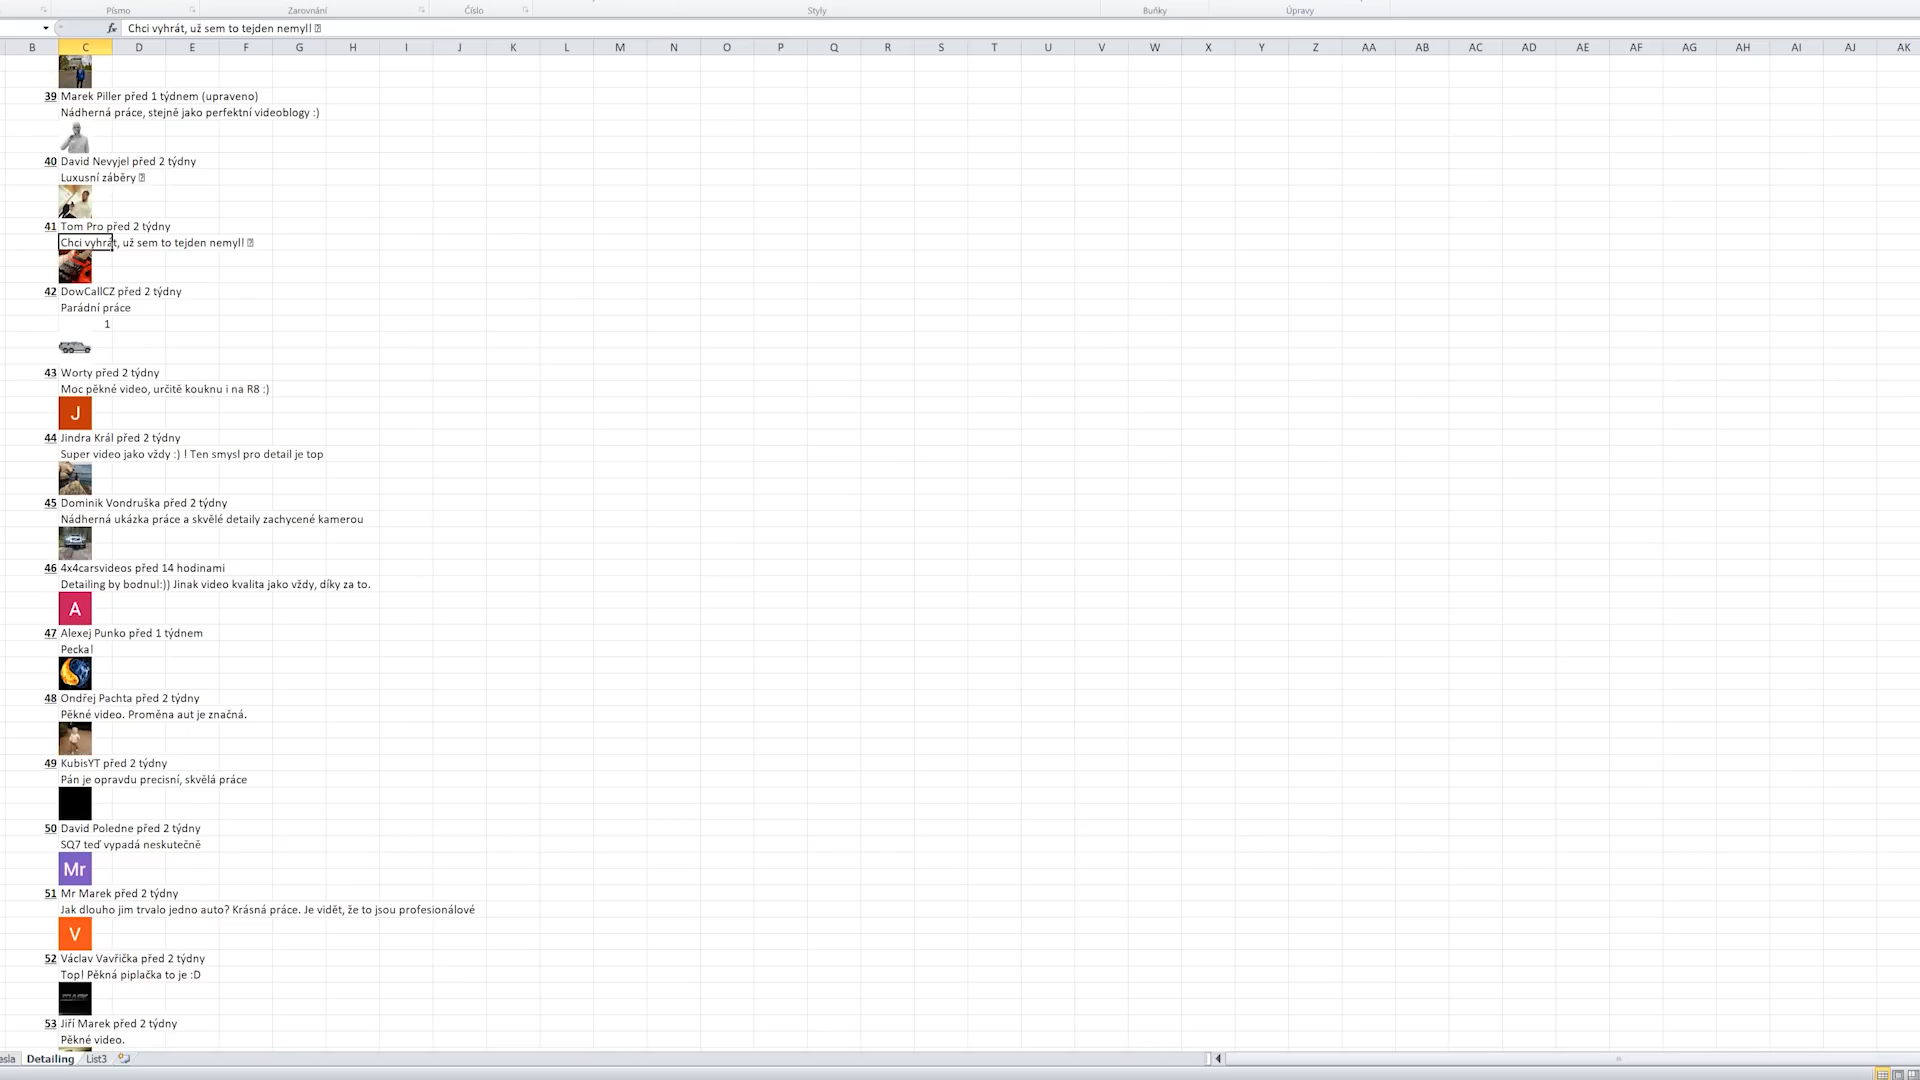 Písmo Zarovnání Číslo Styly Buňky Úpravy
fx Chci vyhrát, už sem to tejden nemyl!
B C D E F G H I J K L M N O P Q R S T U V W X Y Z AA AB AC AD AE AF AG AH AI AJ AK
39 Marek Piller před 1 týdnem (upraveno)
Nádherná práce, stejně jako perfektní videoblogy :)
40 David Nevyjel před 2 týdny
Luxusní záběry
41 Tom Pro před 2 týdny
Chci vyhrát, už sem to tejden nemyl!
42 DowCallCZ před 2 týdny
Parádní práce
1
43 Worty před 2 týdny
Moc pěkné video, určitě kouknu i na R8 :)
J
44 Jindra Král před 2 týdny
Super video jako vždy :) ! Ten smysl pro detail je top
45 Dominik Vondruška před 2 týdny
Nádherná ukázka práce a skvělé detaily zachycené kamerou
46 4x4carsvideos před 14 hodinami
Detailing by bodnul:)) Jinak video kvalita jako vždy, díky za to.
A
47 Alexej Punko před 1 týdnem
Pecka!
48 Ondřej Pachta před 2 týdny
Pěkné video. Proměna aut je značná.
49 KubisYT před 2 týdny
Pán je opravdu precisní, skvělá práce
50 David Poledne před 2 týdny
SQ7 teď vypadá neskutečně
Mr
51 Mr Marek před 2 týdny
Jak dlouho jim trvalo jedno auto? Krásná práce. Je vidět, že to jsou profesionálové
V
52 Václav Vavřička před 2 týdny
Top! Pěkná piplačka to je :D
53 Jiří Marek před 2 týdny
Pěkné video.
esla Detailing List3